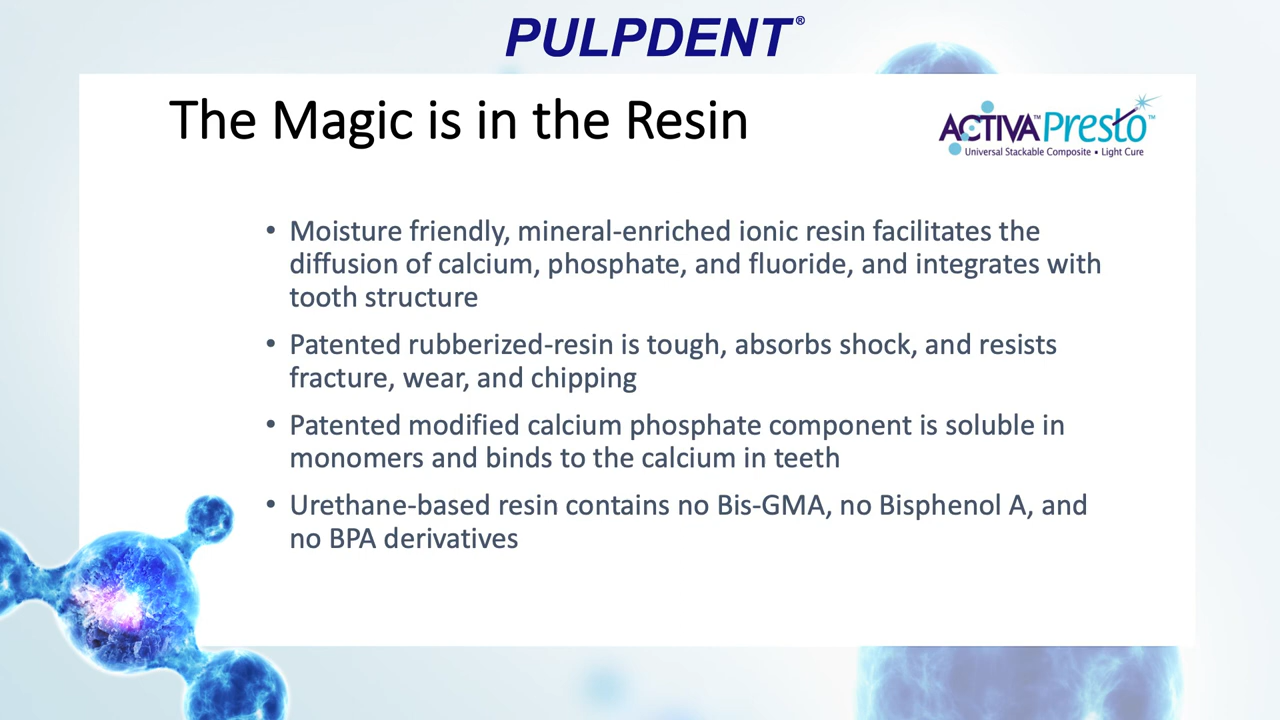 PULPDENT®
The Magic is in the Resin
ACTIVA™ Presto™
Universal Stackable Composite • Light Cure
• Moisture friendly, mineral-enriched ionic resin facilitates the
diffusion of calcium, phosphate, and fluoride, and integrates with
tooth structure
• Patented rubberized-resin is tough, absorbs shock, and resists
fracture, wear, and chipping
• Patented modified calcium phosphate component is soluble in
monomers and binds to the calcium in teeth
• Urethane-based resin contains no Bis-GMA, no Bisphenol A, and
no BPA derivatives